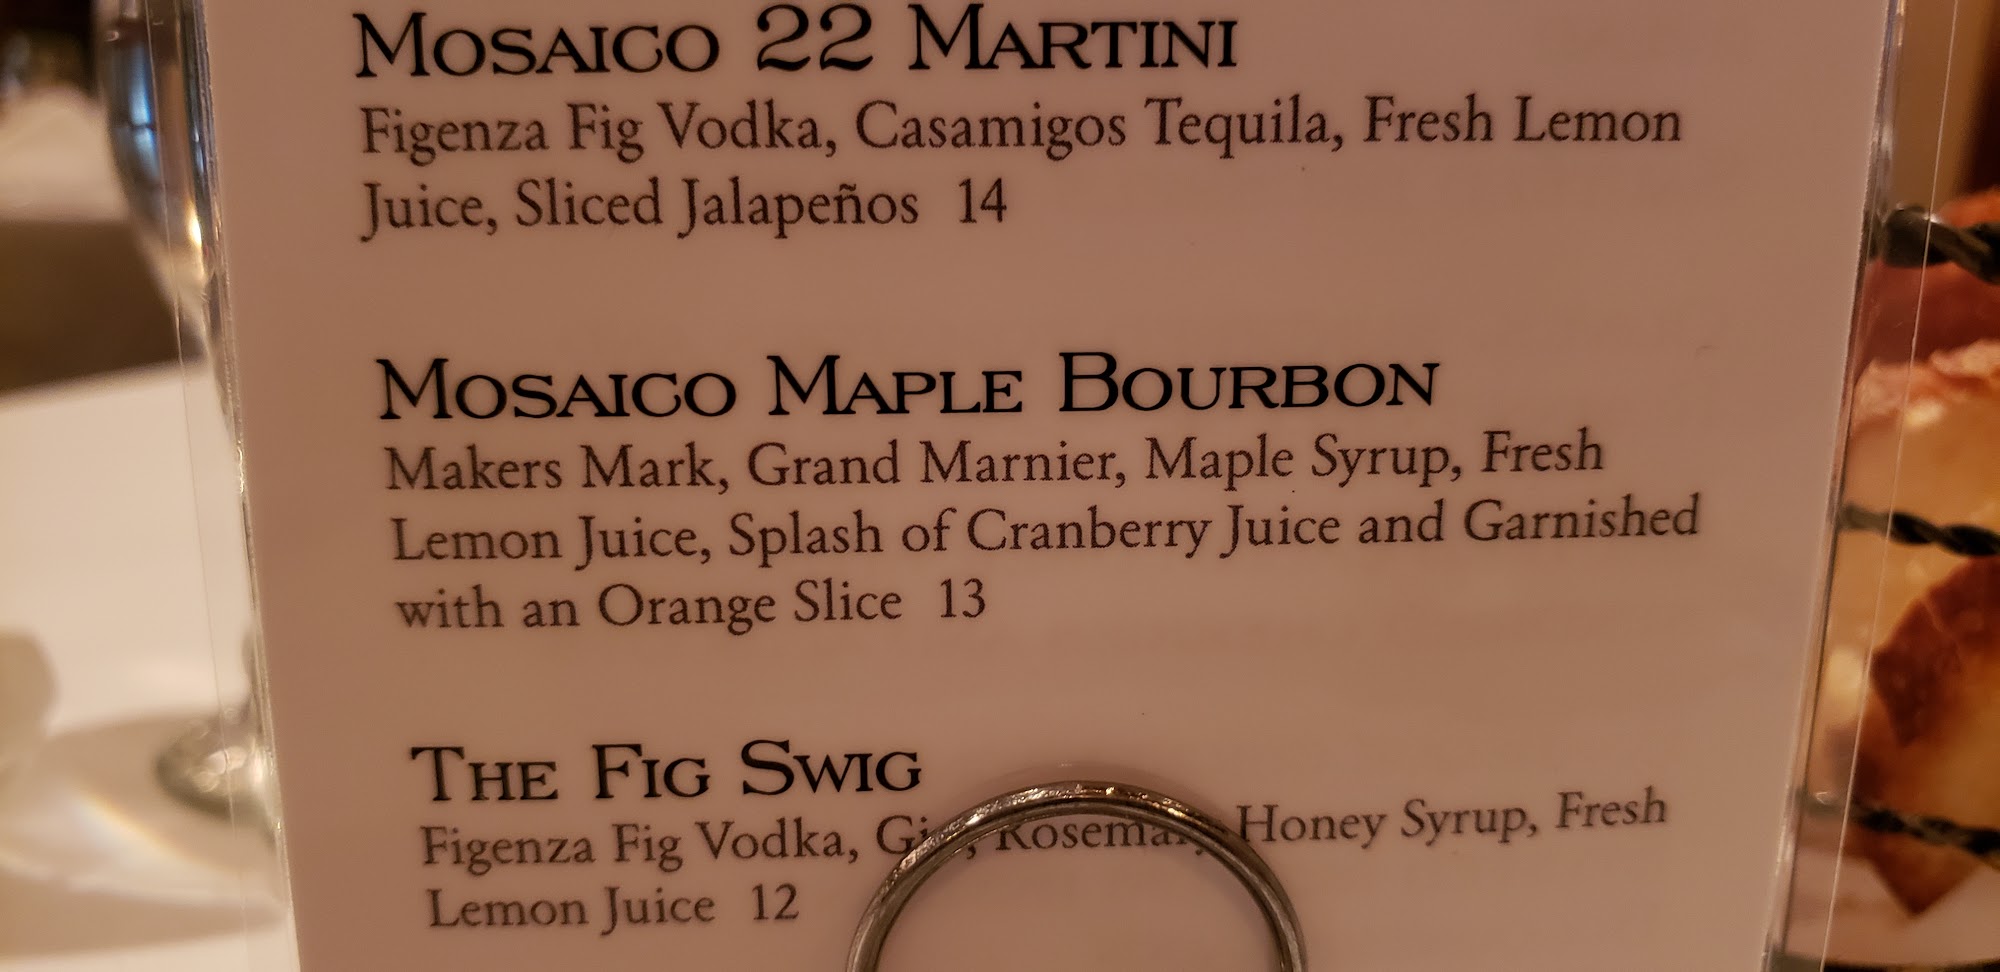 MOSAICO 22 MARTINI
Figenza Fig Vodka, Casamigos Tequila, Fresh Lemon
Juice, Sliced Jalapeños 14
MOSAICO MAPLE BOURBON
Makers Mark, Grand Marnier, Maple Syrup, Fresh
Lemon Juice, Splash of Cranberry Juice and Garnished
with an Orange Slice 13
THE FIG SWIG
Figenza Fig Vodka, Gin, Rosemary Honey Syrup, Fresh
Lemon Juice 12